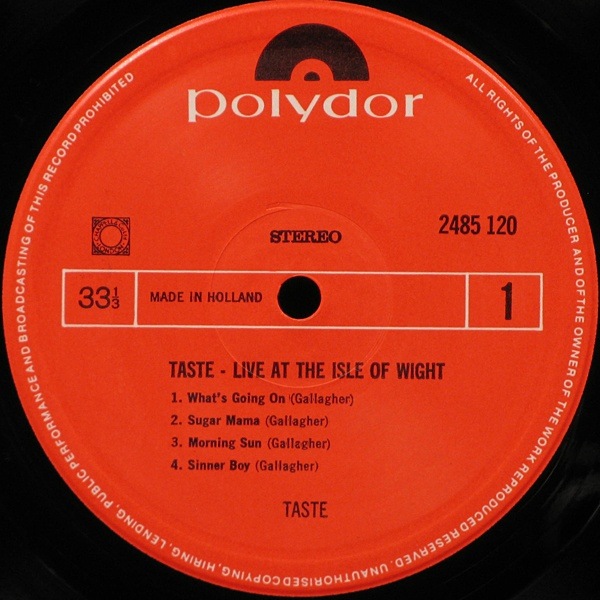 polydor
ALL RIGHTS OF THE PRODUCER AND OF THE OWNER OF THE WORK REPRODUCED RESERVED. UNAUTHORISED COPYING, HIRING, LENDING, PUBLIC PERFORMANCE AND BROADCASTING OF THIS RECORD PROHIBITED
STEREO
2485 120
33⅓
MADE IN HOLLAND
1
TASTE - LIVE AT THE ISLE OF WIGHT
1. What's Going On (Gallagher)
2. Sugar Mama (Gallagher)
3. Morning Sun (Gallagher)
4. Sinner Boy (Gallagher)
TASTE